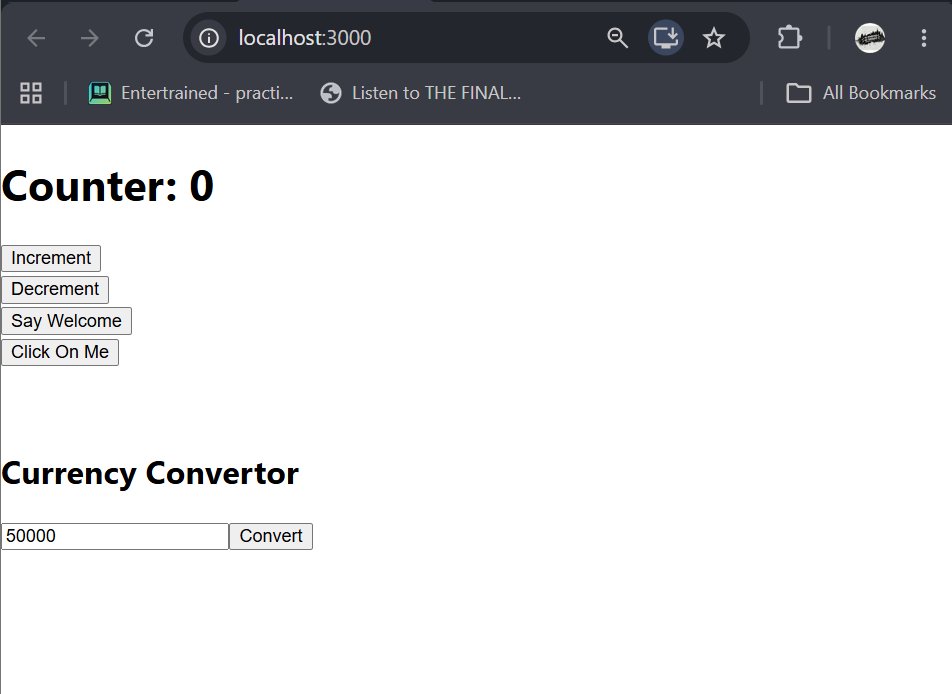 localhost:3000
Entertrained - practi... Listen to THE FINAL... All Bookmarks
Counter: 0
Increment
Decrement
Say Welcome
Click On Me
Currency Convertor
50000 Convert